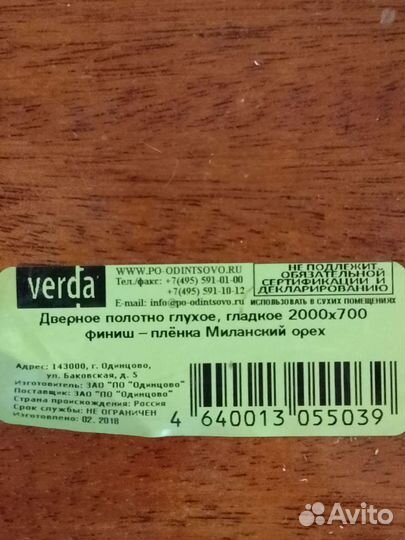 verda
WWW.PO-ODINTSOVO.RU
Тел./факс: +7(495) 591-01-00
+7(495) 591-10-12
E-mail: info@po-odintsovo.ru
НЕ ПОДЛЕЖИТ
ОБЯЗАТЕЛЬНОЙ
СЕРТИФИКАЦИИ И
ДЕКЛАРИРОВАНИЮ
ИСПОЛЬЗОВАТЬ В СУХИХ ПОМЕЩЕНИЯХ
Дверное полотно глухое, гладкое 2000х700
финиш – плёнка Миланский орех
Адрес: 143000, г. Одинцово,
ул. Баковская, д. 5
Изготовитель: ЗАО "ПО "Одинцово"
Поставщик: ЗАО "ПО "Одинцово"
Страна происхождения: Россия
Срок службы: НЕ ОГРАНИЧЕН
Изготовлено: 02. 2018
4 640013 055039
Avito